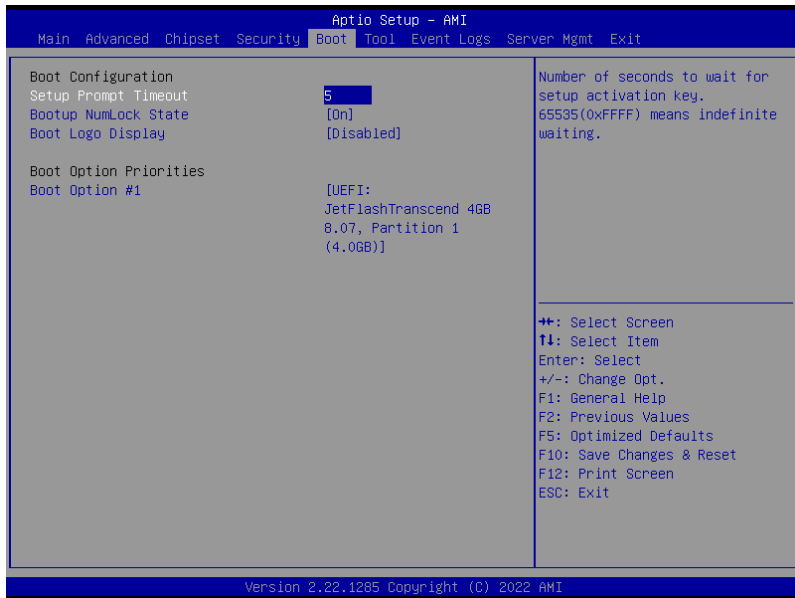 Aptio Setup – AMI
Main Advanced Chipset Security Boot Tool Event Logs Server Mgmt Exit
Boot Configuration
Setup Prompt Timeout 5
Bootup NumLock State [On]
Boot Logo Display [Disabled]
Boot Option Priorities
Boot Option #1 [UEFI:
JetFlashTranscend 4GB
8.07, Partition 1
(4.0GB)]
Number of seconds to wait for
setup activation key.
65535(0xFFFF) means indefinite
waiting.
→←: Select Screen
↑↓: Select Item
Enter: Select
+/-: Change Opt.
F1: General Help
F2: Previous Values
F5: Optimized Defaults
F10: Save Changes & Reset
F12: Print Screen
ESC: Exit
Version 2.22.1285 Copyright (C) 2022 AMI